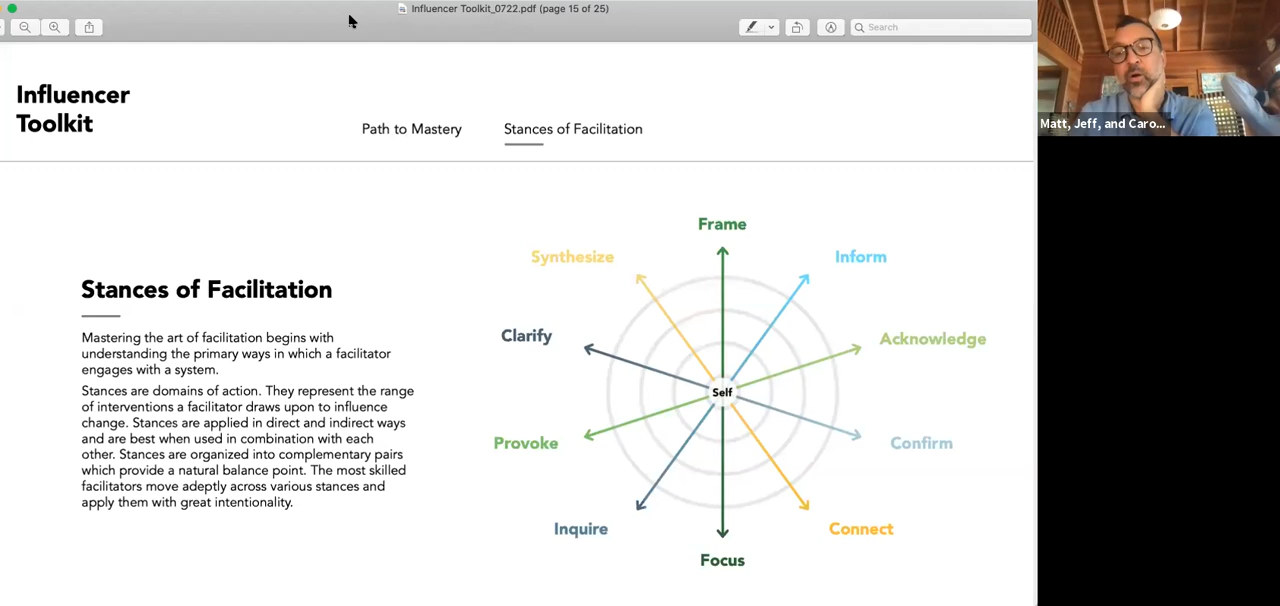 Influencer Toolkit_0722.pdf (page 15 of 25)
Search
Matt, Jeff, and Caro...
Influencer
Toolkit
Path to Mastery
Stances of Facilitation
Stances of Facilitation
Mastering the art of facilitation begins with
understanding the primary ways in which a facilitator
engages with a system.
Stances are domains of action. They represent the range
of interventions a facilitator draws upon to influence
change. Stances are applied in direct and indirect ways
and are best when used in combination with each
other. Stances are organized into complementary pairs
which provide a natural balance point. The most skilled
facilitators move adeptly across various stances and
apply them with great intentionality.
Frame
Synthesize
Inform
Clarify
Acknowledge
Self
Provoke
Confirm
Inquire
Connect
Focus